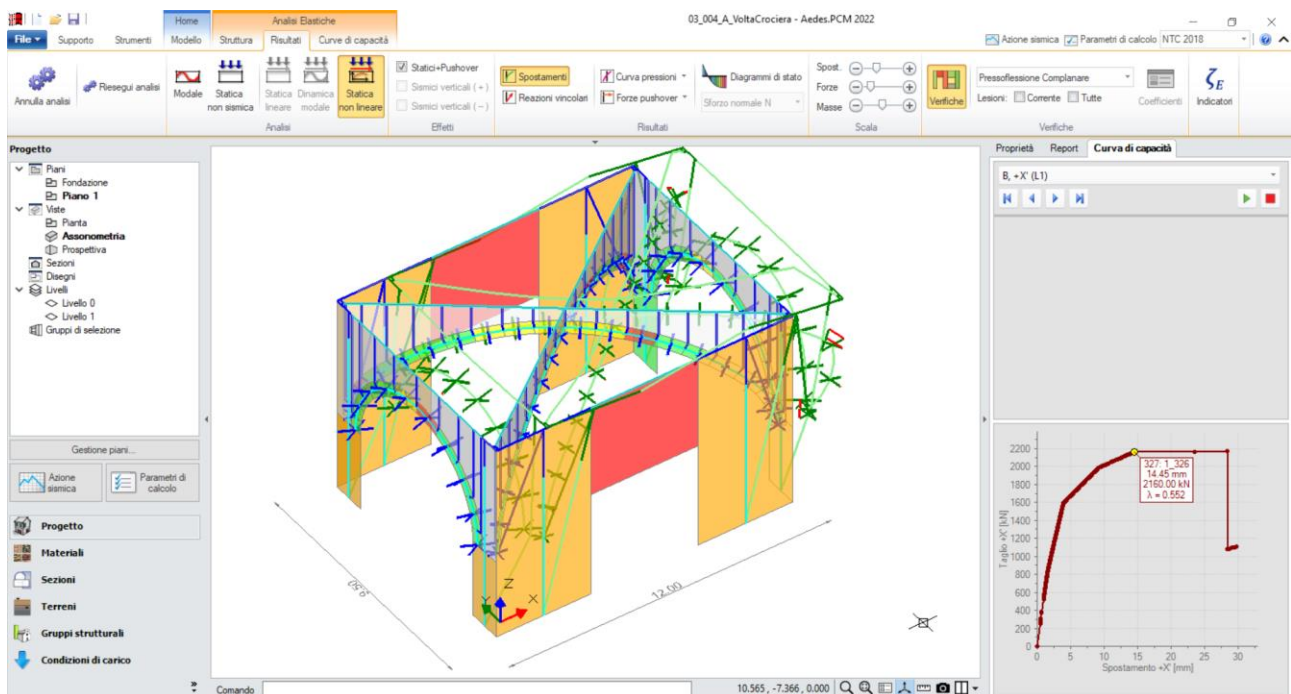 03_004_A_VoltaCrociera - Aedes.PCM 2022
Home
Analisi Elastiche
File
Supporto
Strumenti
Modello
Struttura
Risultati
Curve di capacità
Azione sismica
Parametri di calcolo
NTC 2018
Annulla analisi
Resegui analisi
Modale
Statica non sismica
Statica lineare
Dinamica modale
Statica non lineare
Analisi
Statici+Pushover
Sismici verticali (+)
Sismici verticali (−)
Effetti
Spostamenti
Reazioni vincolari
Curva pressioni
Forze pushover
Diagrammi di stato
Sforzo normale N
Risultati
Spost.
Forze
Masse
Scala
Verifiche
Pressoflessione Complanare
Lesioni:
Corrente
Tutte
Coefficienti
Verifiche
ζE
Indicatori
Progetto
Piani
Fondazione
Piano 1
Viste
Pianta
Assonometria
Prospettiva
Sezioni
Disegni
Livelli
Livello 0
Livello 1
Gruppi di selezione
Gestione piani...
Azione sismica
Parametri di calcolo
Progetto
Materiali
Sezioni
Terreni
Gruppi strutturali
Condizioni di carico
9.50
12.00
Z
Y
X
Comando
10.565 , -7.366, 0.000
Proprietà
Report
Curva di capacità
B, +X' (L1)
Taglio +X' [kN]
2200
2000
1800
1600
1400
1200
1000
800
600
400
200
0
327: 1_326
14.45 mm
2160.00 kN
λ = 0.552
0 5 10 15 20 25 30
Spostamento +X' [mm]